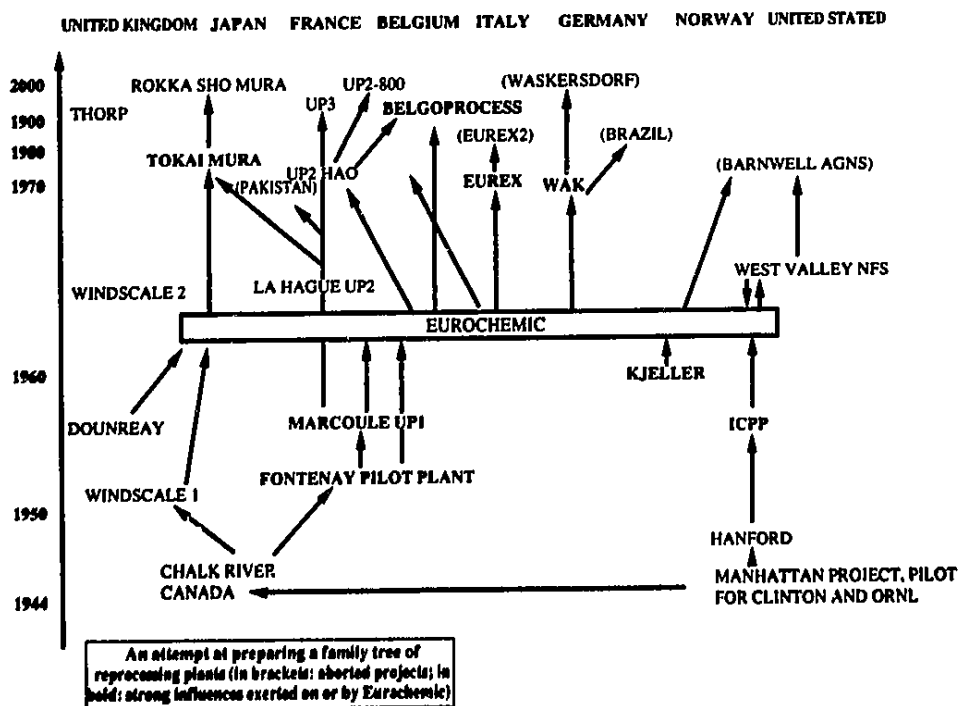 UNITED KINGDOM JAPAN FRANCE BELGIUM ITALY GERMANY NORWAY UNITED STATED
2000
ROKKA SHO MURA
UP2-800
(WASKERSDORF)
1900
THORP
UP3
BELGOPROCESS
1980
TOKAI MURA
(EUREX2)
(BRAZIL)
1970
(PAKISTAN)
UP2 HAO
EUREX
WAK
(BARNWELL AGNS)
WINDSCALE 2
LA HAGUE UP2
WEST VALLEY NFS
EUROCHEMIC
1960
KJELLER
DOUNREAY
MARCOULE UP1
ICPP
WINDSCALE 1
FONTENAY PILOT PLANT
1950
HANFORD
CHALK RIVER,
CANADA
MANHATTAN PROJECT, PILOT
FOR CLINTON AND ORNL
1944
An attempt at preparing a family tree of
reprocessing plants (in brackets: aborted projects; in
bold: strong influences exerted on or by Eurochemic)